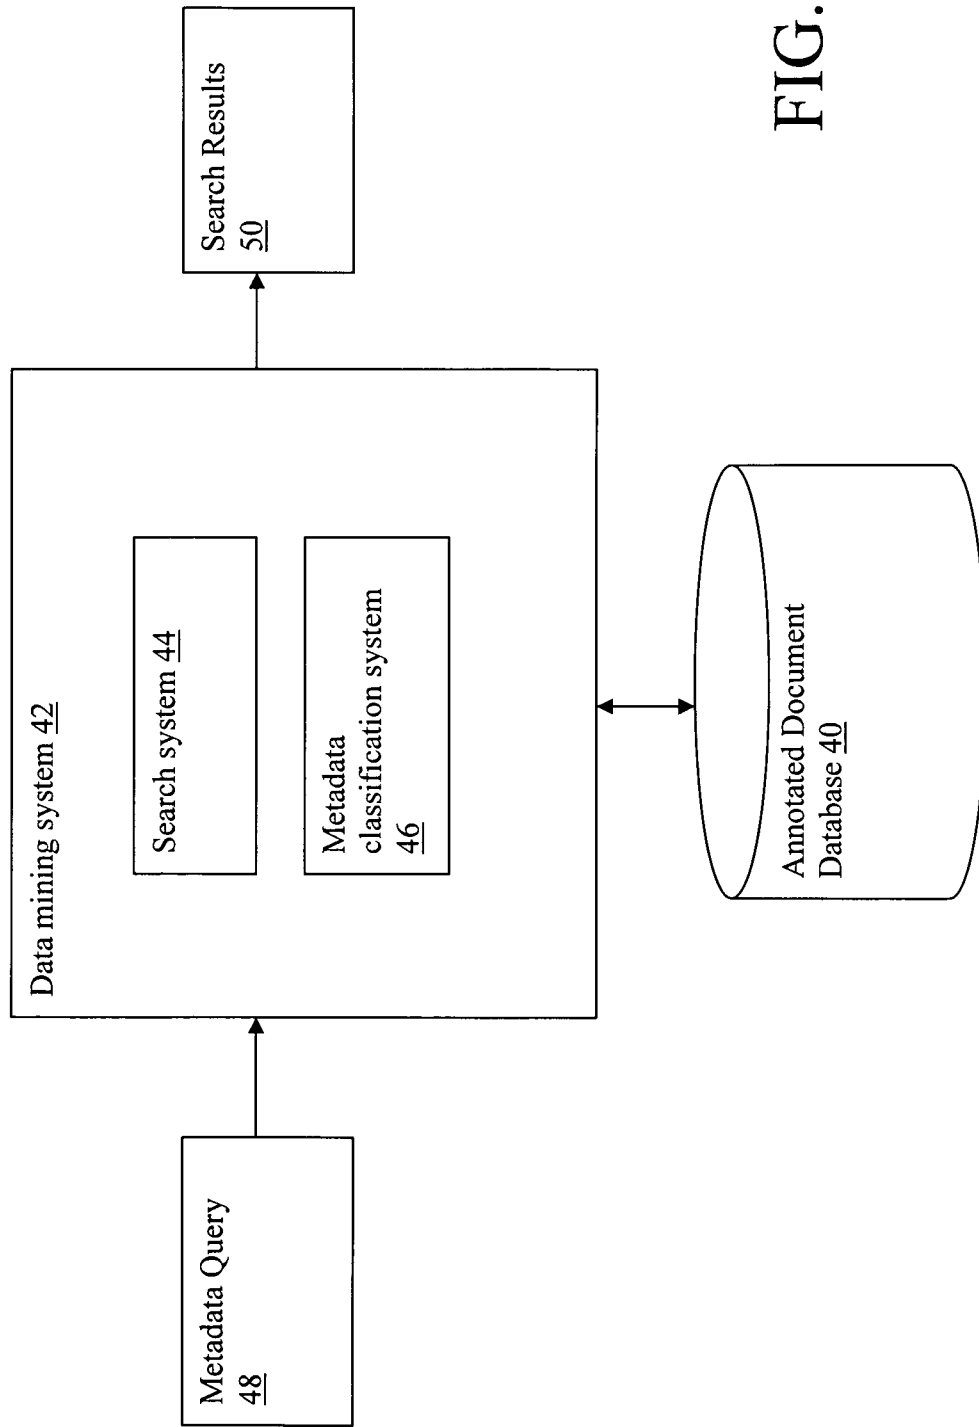 Data mining system 42
Search system 44
Metadata
classification system
46
Metadata Query
48
Search Results
50
Annotated Document
Database 40
FIG.